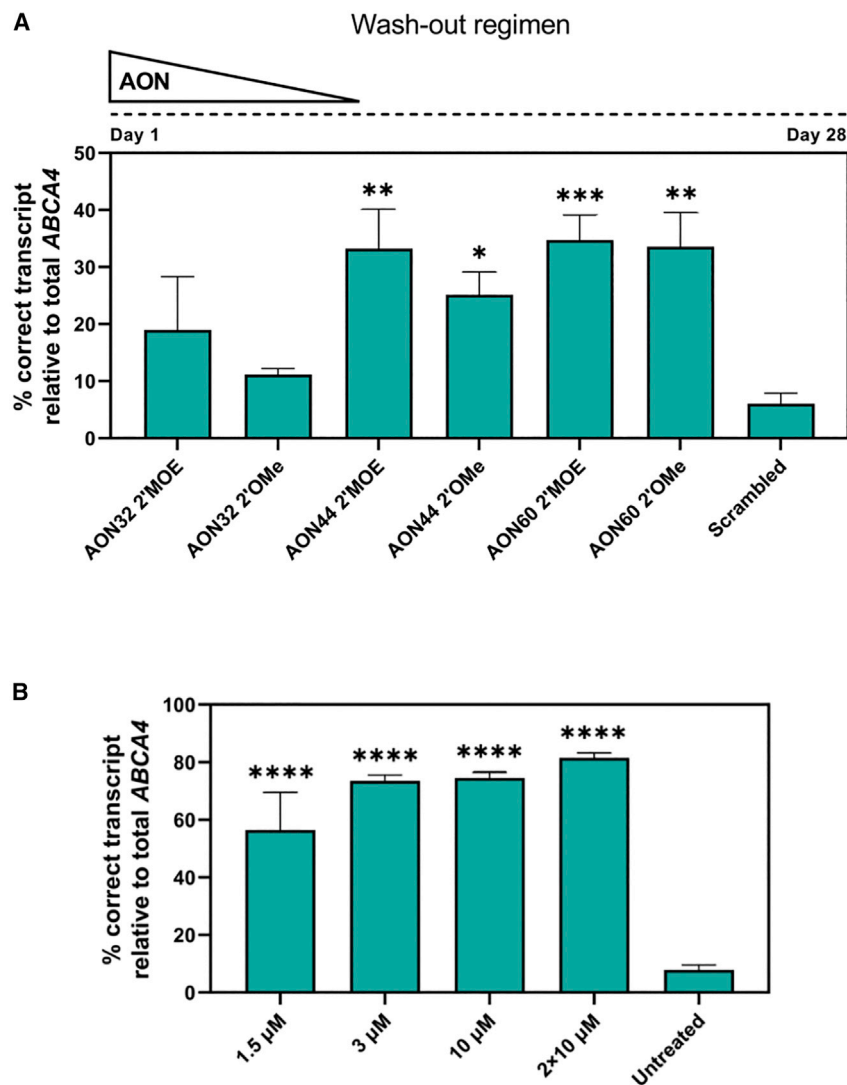 A
Wash-out regimen
AON
Day 1
Day 28
% correct transcript
relative to total ABCA4
50
40
30
20
10
0
**
*
***
**
AON32 2'MOE
AON32 2'OMe
AON44 2'MOE
AON44 2'OMe
AON60 2'MOE
AON60 2'OMe
Scrambled
B
% correct transcript
relative to total ABCA4
100
80
60
40
20
0
****
****
****
****
1.5 µM
3 µM
10 µM
2×10 µM
Untreated